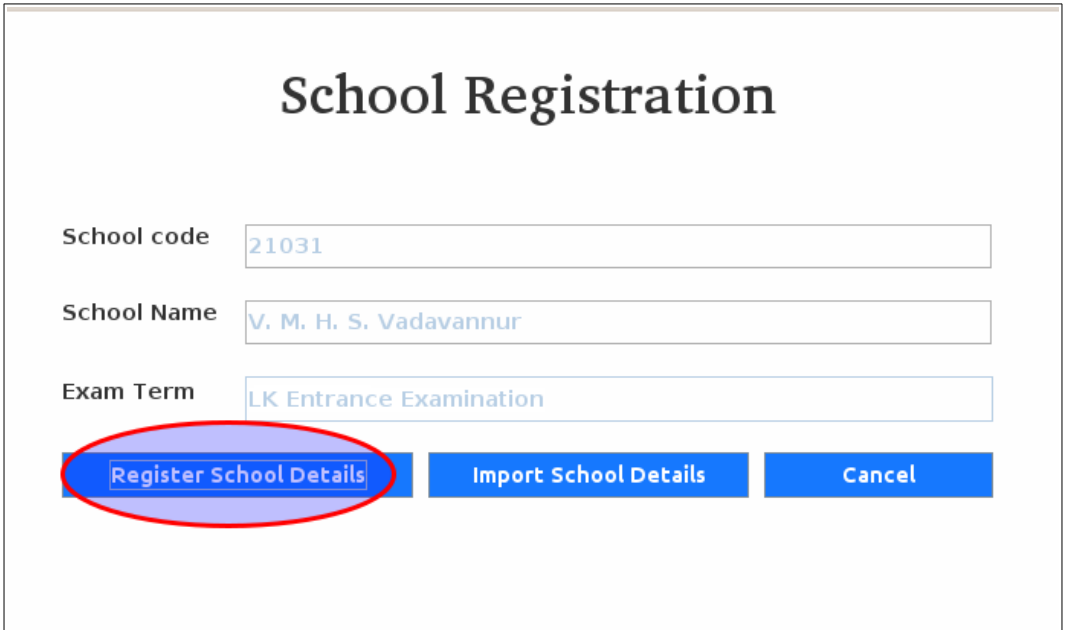 School Registration
School code
21031
School Name
V. M. H. S. Vadavannur
Exam Term
LK Entrance Examination
Register School Details
Import School Details
Cancel